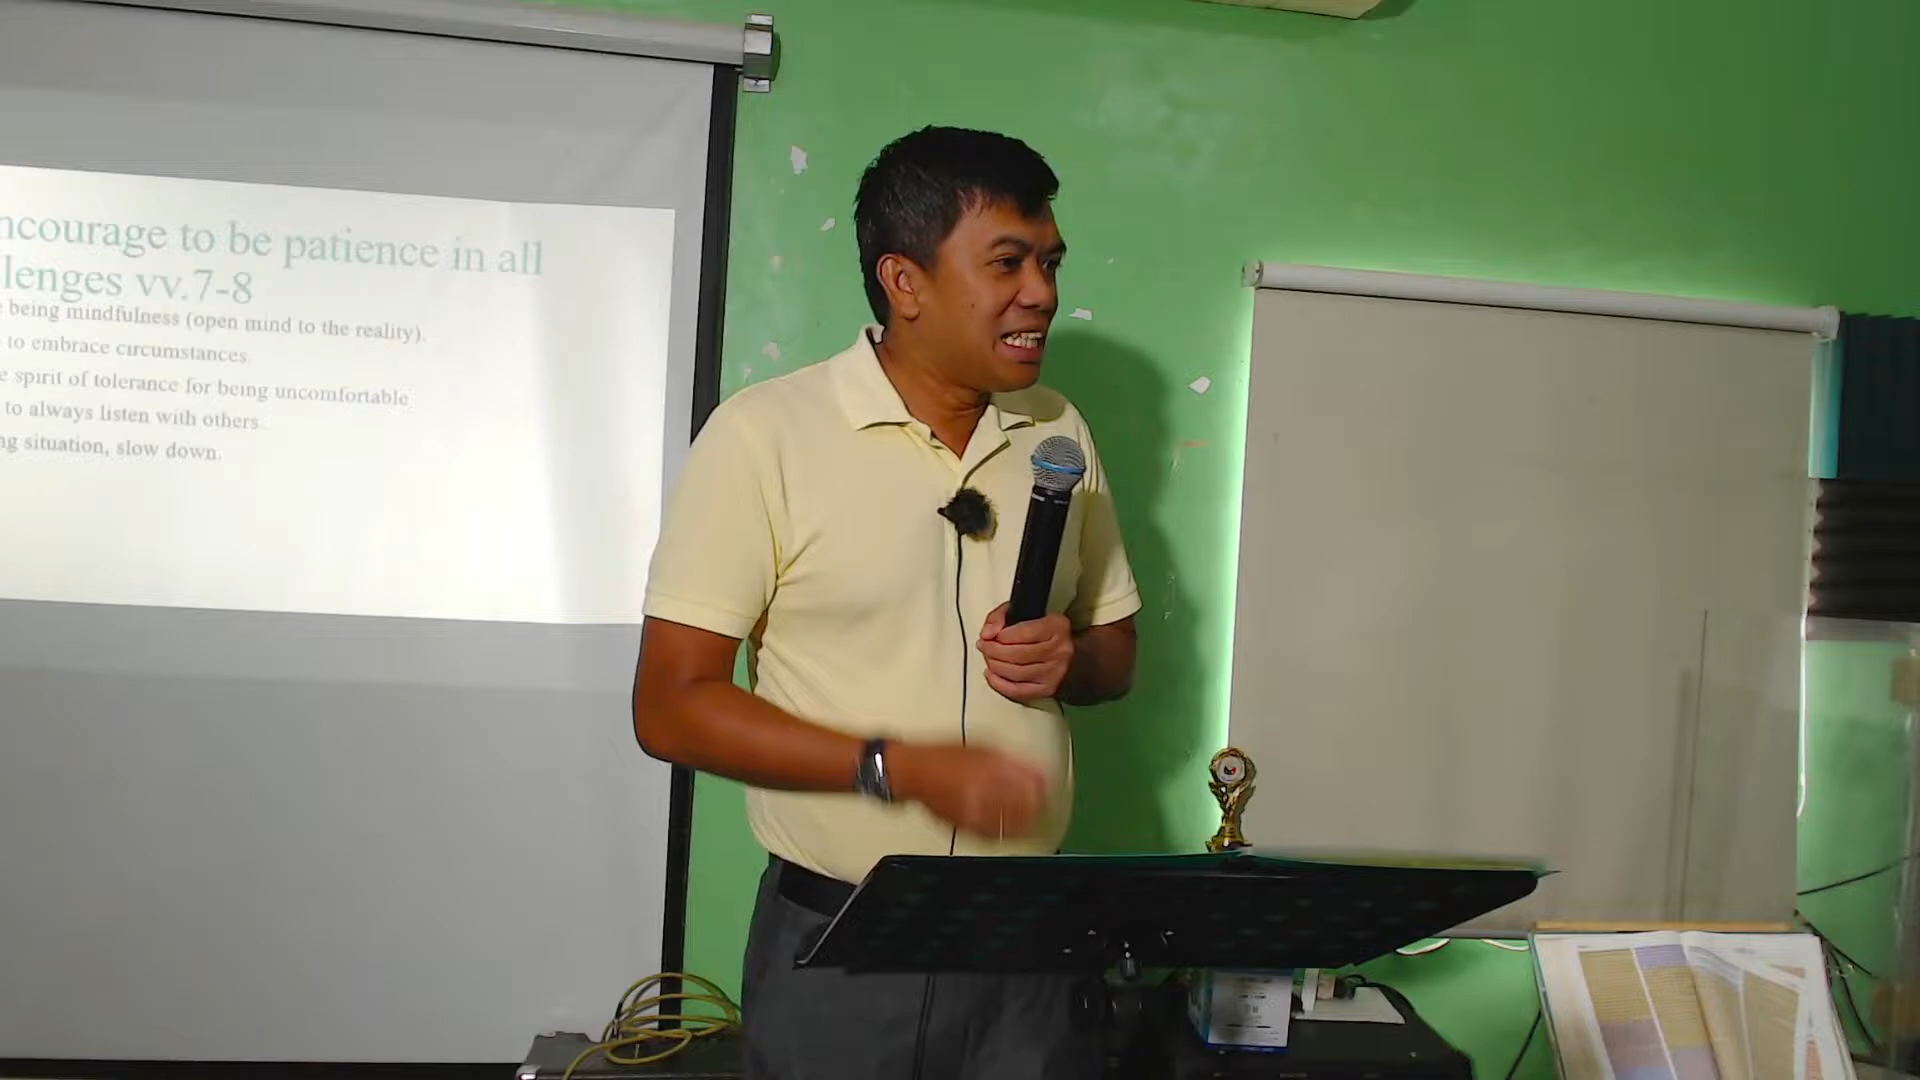 ncourage to be patience in all
lenges vv.7-8
being mindfulness (open mind to the reality).
to embrace circumstances.
e spirit of tolerance for being uncomfortable
to always listen with others.
ng situation, slow down.